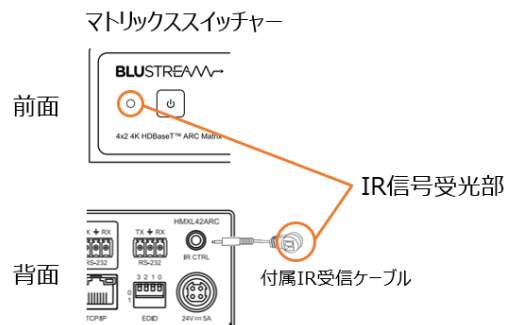 マトリックススイッチャー
BLUSTREAM
前面
4x2 4K HDBaseT™ ARC Matrix
IR信号受光部
HMXL42ARC
TX RX
RS-232
RS-232
IR CTRL
背面
付属IR受信ケーブル
3 2 1 0
0
1
TCP/IP
EDID
24V 5A